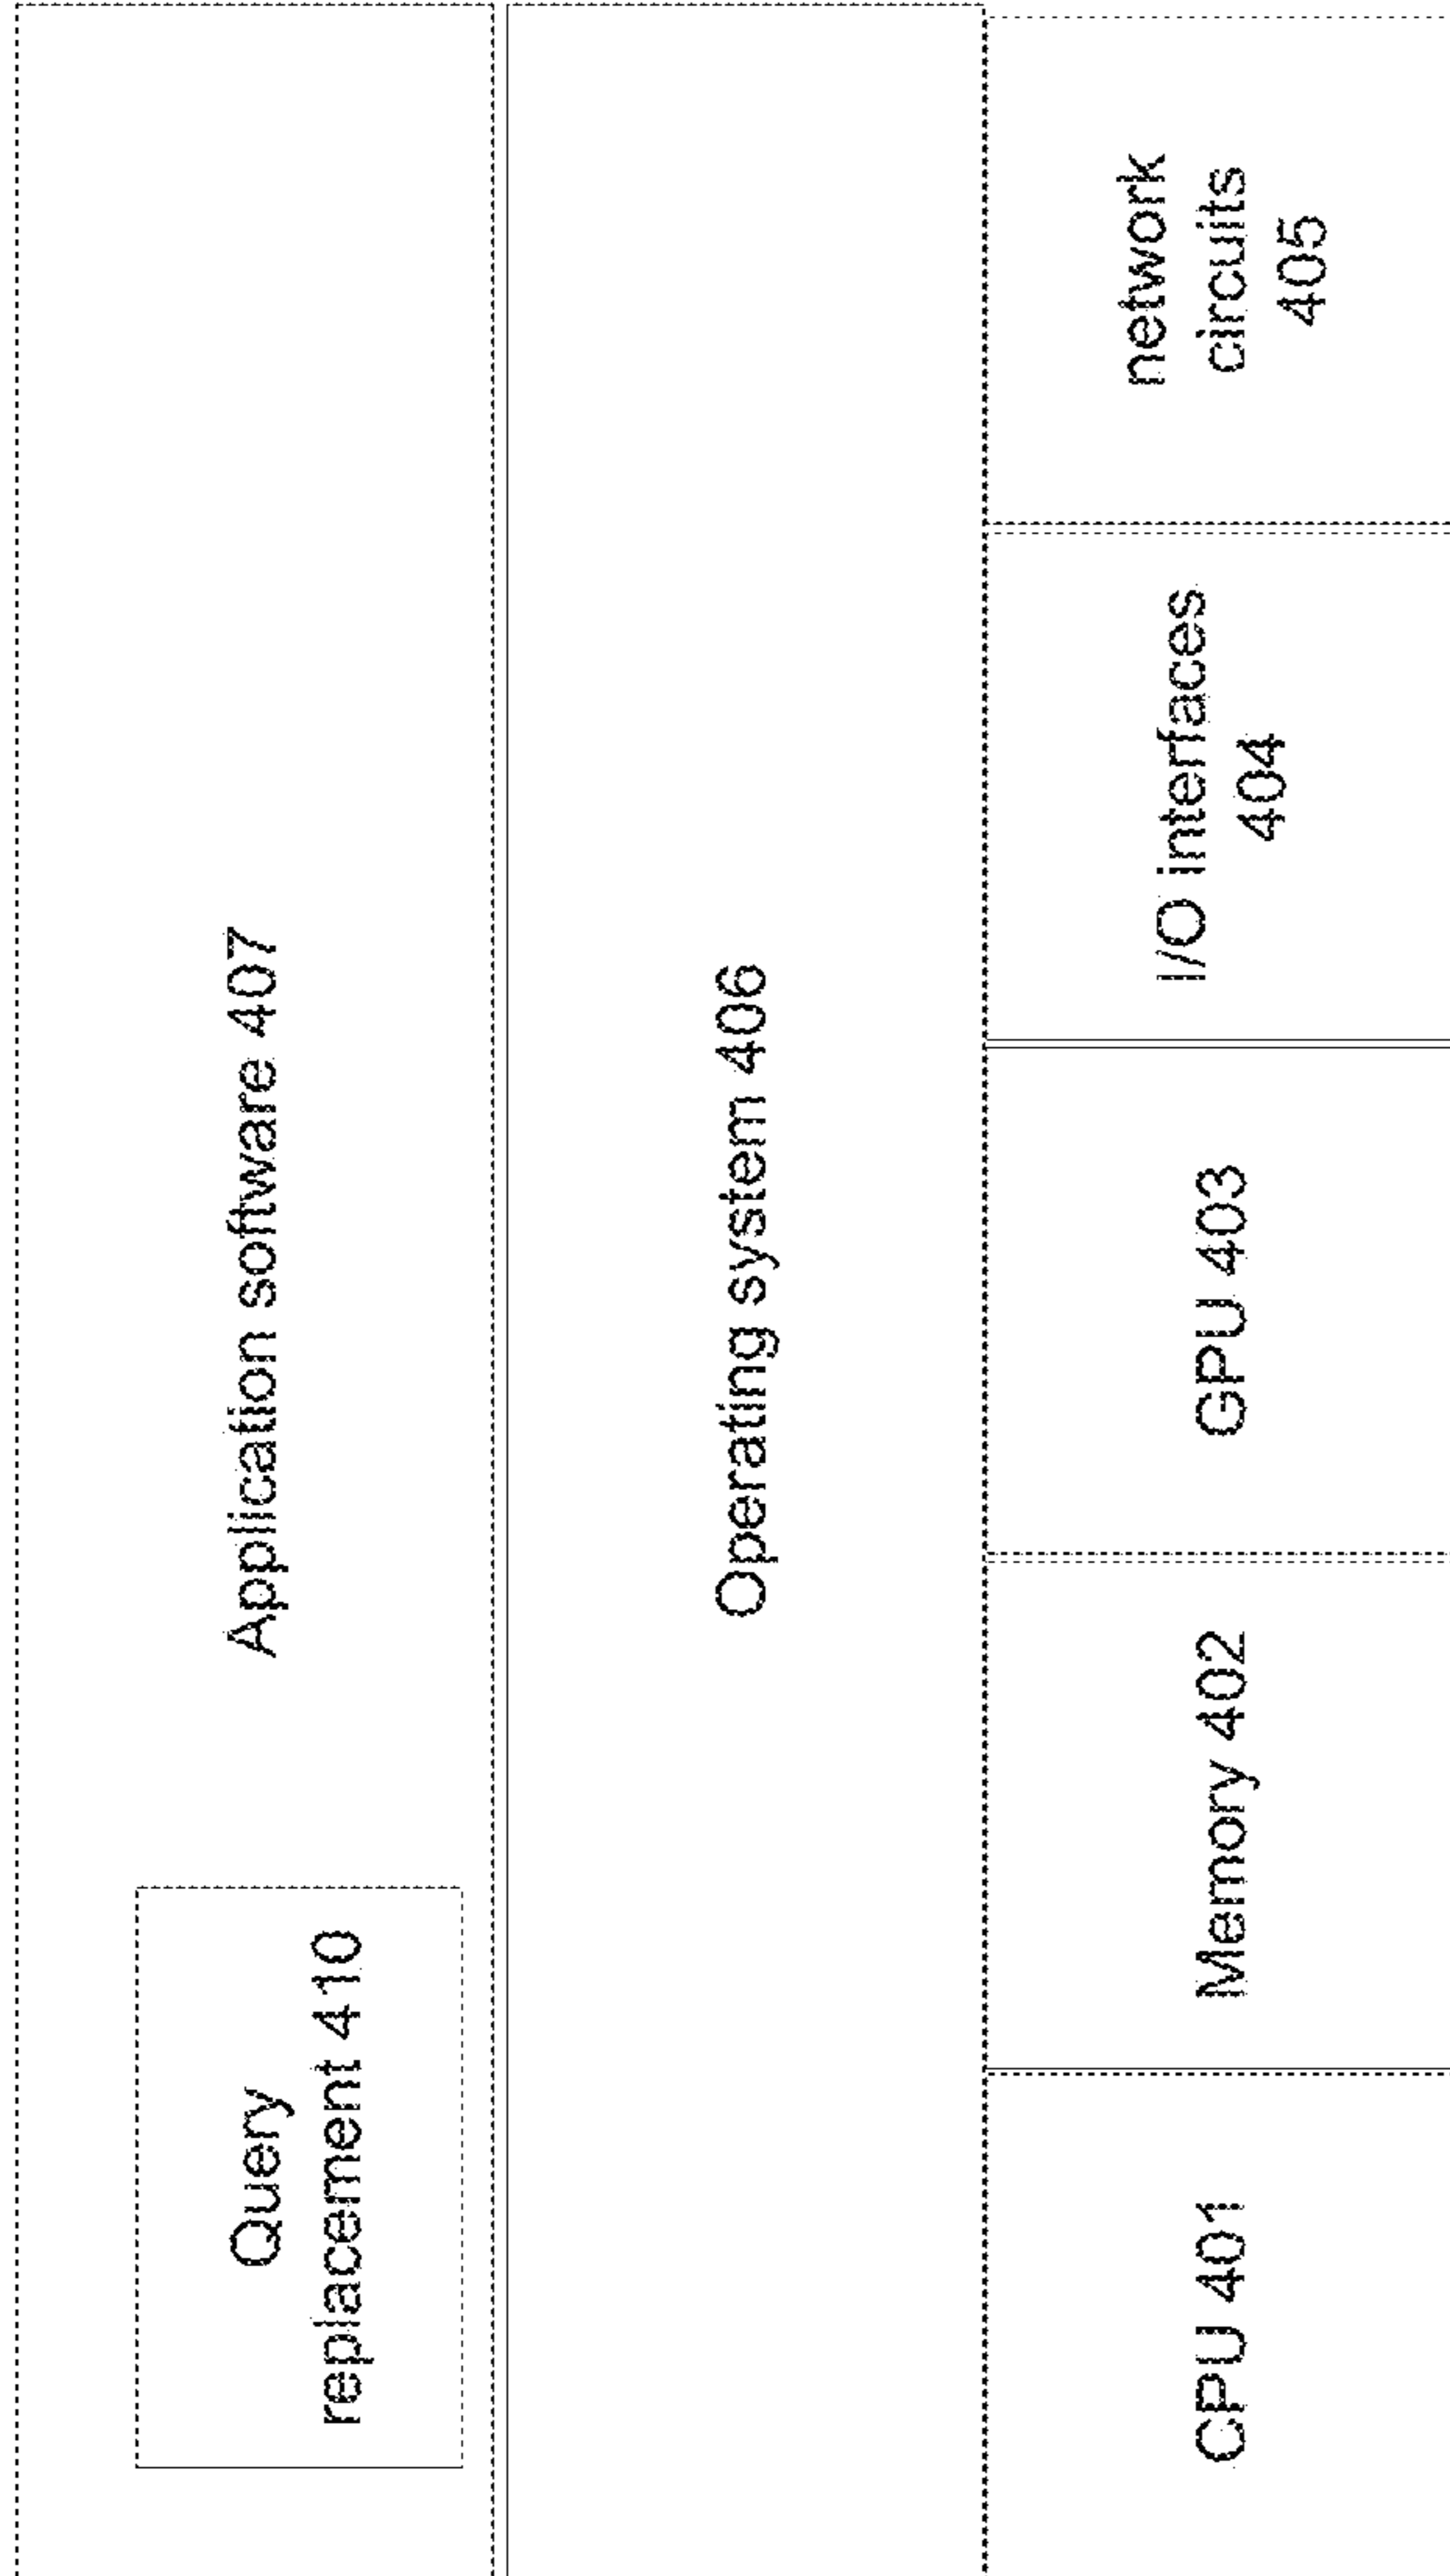 Application software 407
Query
replacement 410
Operating system 406
CPU 401
Memory 402
GPU 403
I/O interfaces
404
network
circuits
405